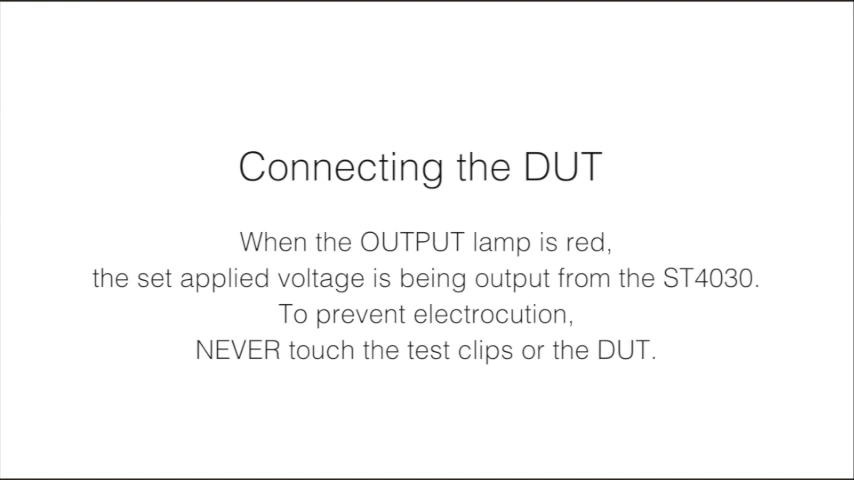 Connecting the DUT
When the OUTPUT lamp is red,
the set applied voltage is being output from the ST4030.
To prevent electrocution,
NEVER touch the test clips or the DUT.